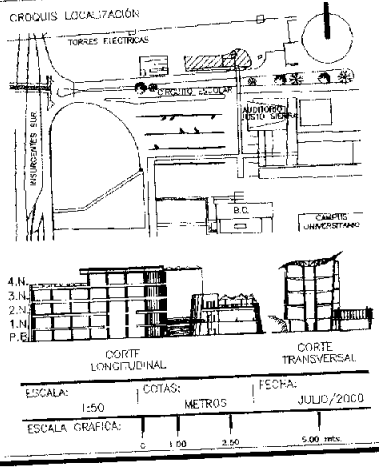 CROQUIS LOCALIZACIÓN
TORRES ELECTRICAS
CIRCUITO ESCOLAR
AUDITORIO
JUSTO SIERRA
INSURGENTES SUR
B.C.
CAMPUS
UNIVERSITARIO
4.N.
3.N.
2.N.
1.N.
P.B.
CORTE
LONGITUDINAL
CORTE
TRANSVERSAL
ESCALA:
1:50
COTAS:
METROS
FECHA:
JULIO/2000
ESCALA GRAFICA:
0 1.00 2.50 5.00 mts.